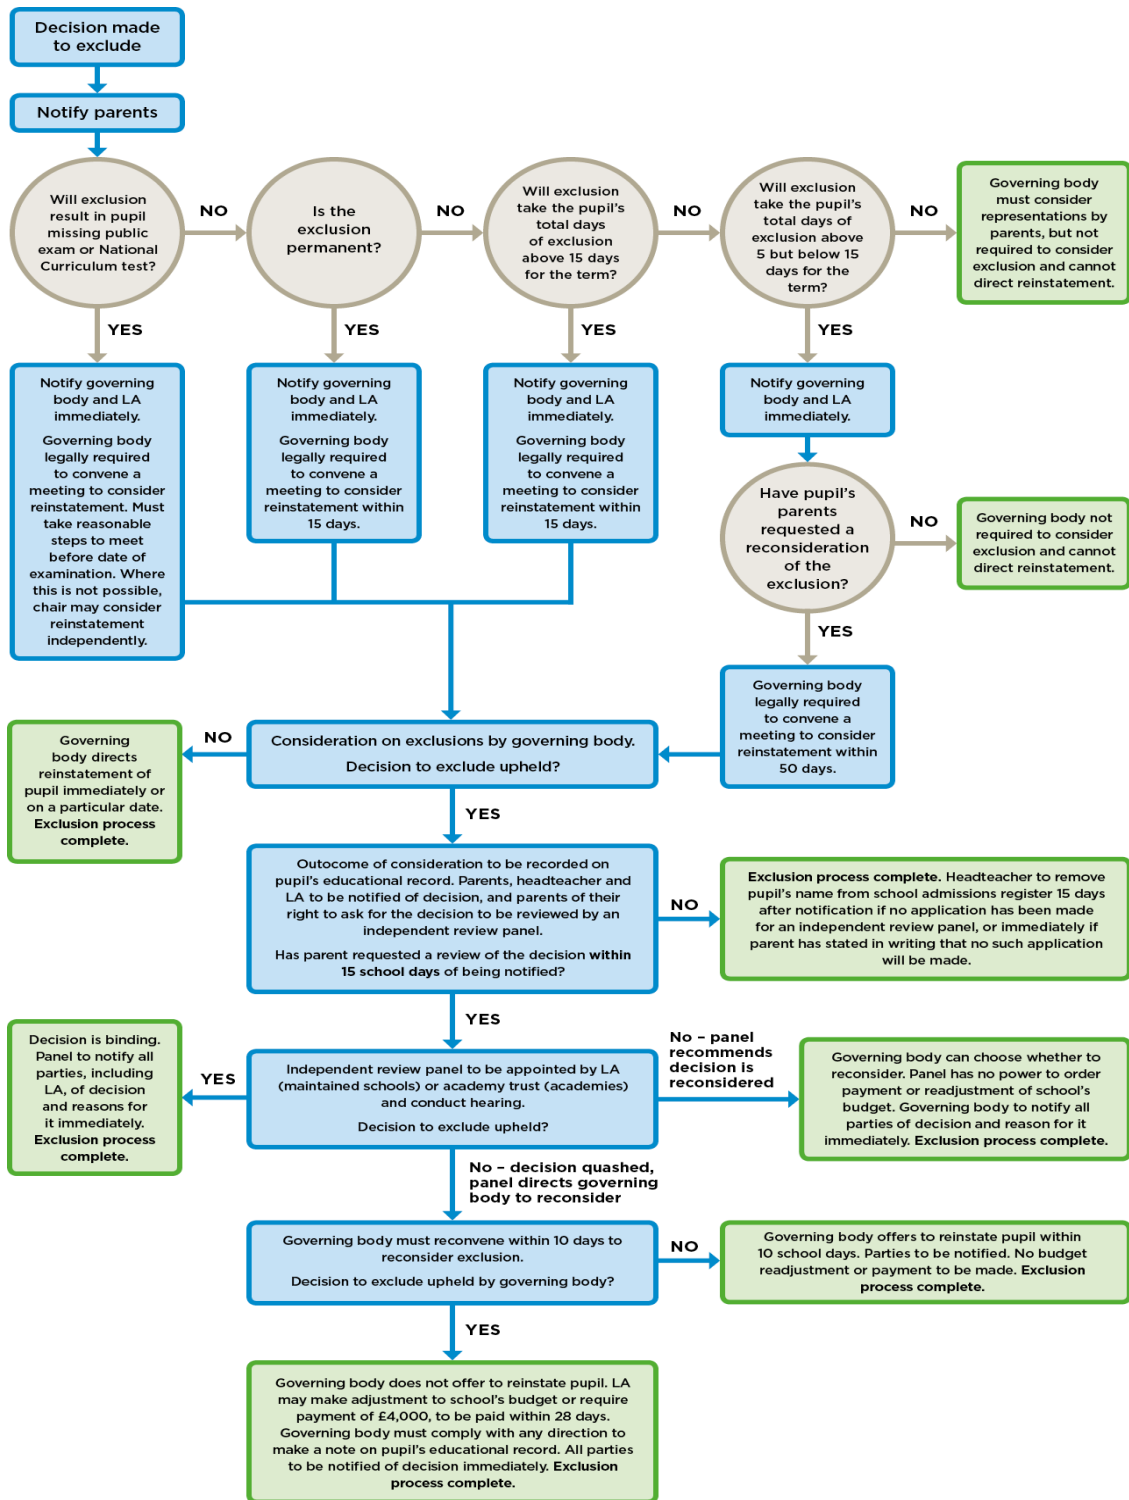 Decision made
to exclude
Notify parents
Will exclusion
result in pupil
missing public
exam or National
Curriculum test?
NO
Is the
exclusion
permanent?
NO
Will exclusion
take the pupil's
total days
of exclusion
above 15 days
for the term?
NO
Will exclusion
take the pupil's
total days of
exclusion above
5 but below 15
days for the
term?
NO
Governing body
must consider
representations by
parents, but not
required to consider
exclusion and cannot
direct reinstatement.
YES
YES
YES
YES
Notify governing
body and LA
immediately.
Governing body
legally required
to convene a
meeting to consider
reinstatement. Must
take reasonable
steps to meet
before date of
examination. Where
this is not possible,
chair may consider
reinstatement
independently.
Notify governing
body and LA
immediately.
Governing body
legally required
to convene a
meeting to consider
reinstatement within
15 days.
Notify governing
body and LA
immediately.
Governing body
legally required
to convene a
meeting to consider
reinstatement within
15 days.
Notify governing
body and LA
immediately.
Have pupil's
parents
requested a
reconsideration
of the
exclusion?
NO
Governing body not
required to consider
exclusion and cannot
direct reinstatement.
YES
Governing body
legally required
to convene a
meeting to consider
reinstatement within
50 days.
Consideration on exclusions by governing body.
Decision to exclude upheld?
NO
Governing
body directs
reinstatement of
pupil immediately or
on a particular date.
Exclusion process
complete.
YES
Outocome of consideration to be recorded on
pupil's educational record. Parents, headteacher and
LA to be notified of decision, and parents of their
right to ask for the decision to be reviewed by an
independent review panel.
Has parent requested a review of the decision within
15 school days of being notified?
NO
Exclusion process complete. Headteacher to remove
pupil's name from school admissions register 15 days
after notification if no application has been made
for an independent review panel, or immediately if
parent has stated in writing that no such application
will be made.
YES
Independent review panel to be appointed by LA
(maintained schools) or academy trust (academies)
and conduct hearing.
Decision to exclude upheld?
YES
Decision is binding.
Panel to notify all
parties, including
LA, of decision
and reasons for
it immediately.
Exclusion process
complete.
No – panel
recommends
decision is
reconsidered
Governing body can choose whether to
reconsider. Panel has no power to order
payment or readjustment of school's
budget. Governing body to notify all
parties of decision and reason for it
immediately. Exclusion process complete.
No – decision quashed,
panel directs governing
body to reconsider
Governing body must reconvene within 10 days to
reconsider exclusion.
Decision to exclude upheld by governing body?
NO
Governing body offers to reinstate pupil within
10 school days. Parties to be notified. No budget
readjustment or payment to be made. Exclusion
process complete.
YES
Governing body does not offer to reinstate pupil. LA
may make adjustment to school's budget or require
payment of £4,000, to be paid within 28 days.
Governing body must comply with any direction to
make a note on pupil's educational record. All parties
to be notified of decision immediately. Exclusion
process complete.